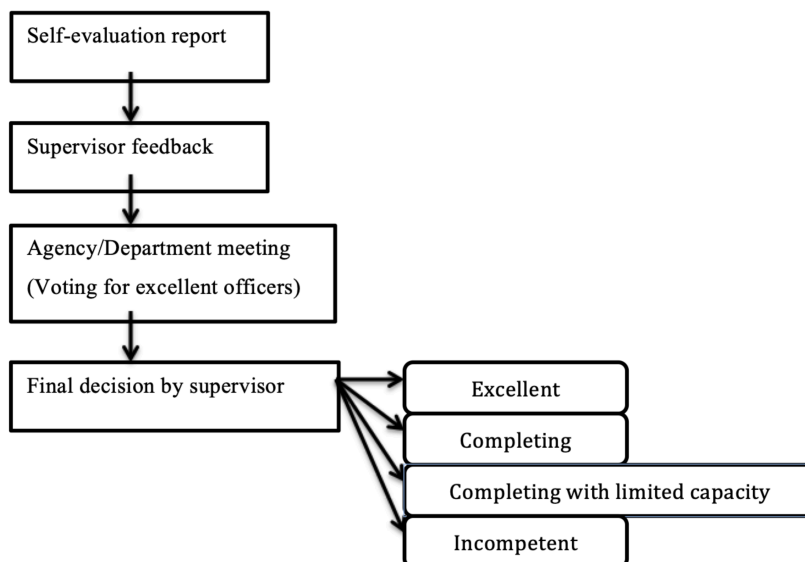 Self-evaluation report
Supervisor feedback
Agency/Department meeting
(Voting for excellent officers)
Final decision by supervisor
Excellent
Completing
Completing with limited capacity
Incompetent